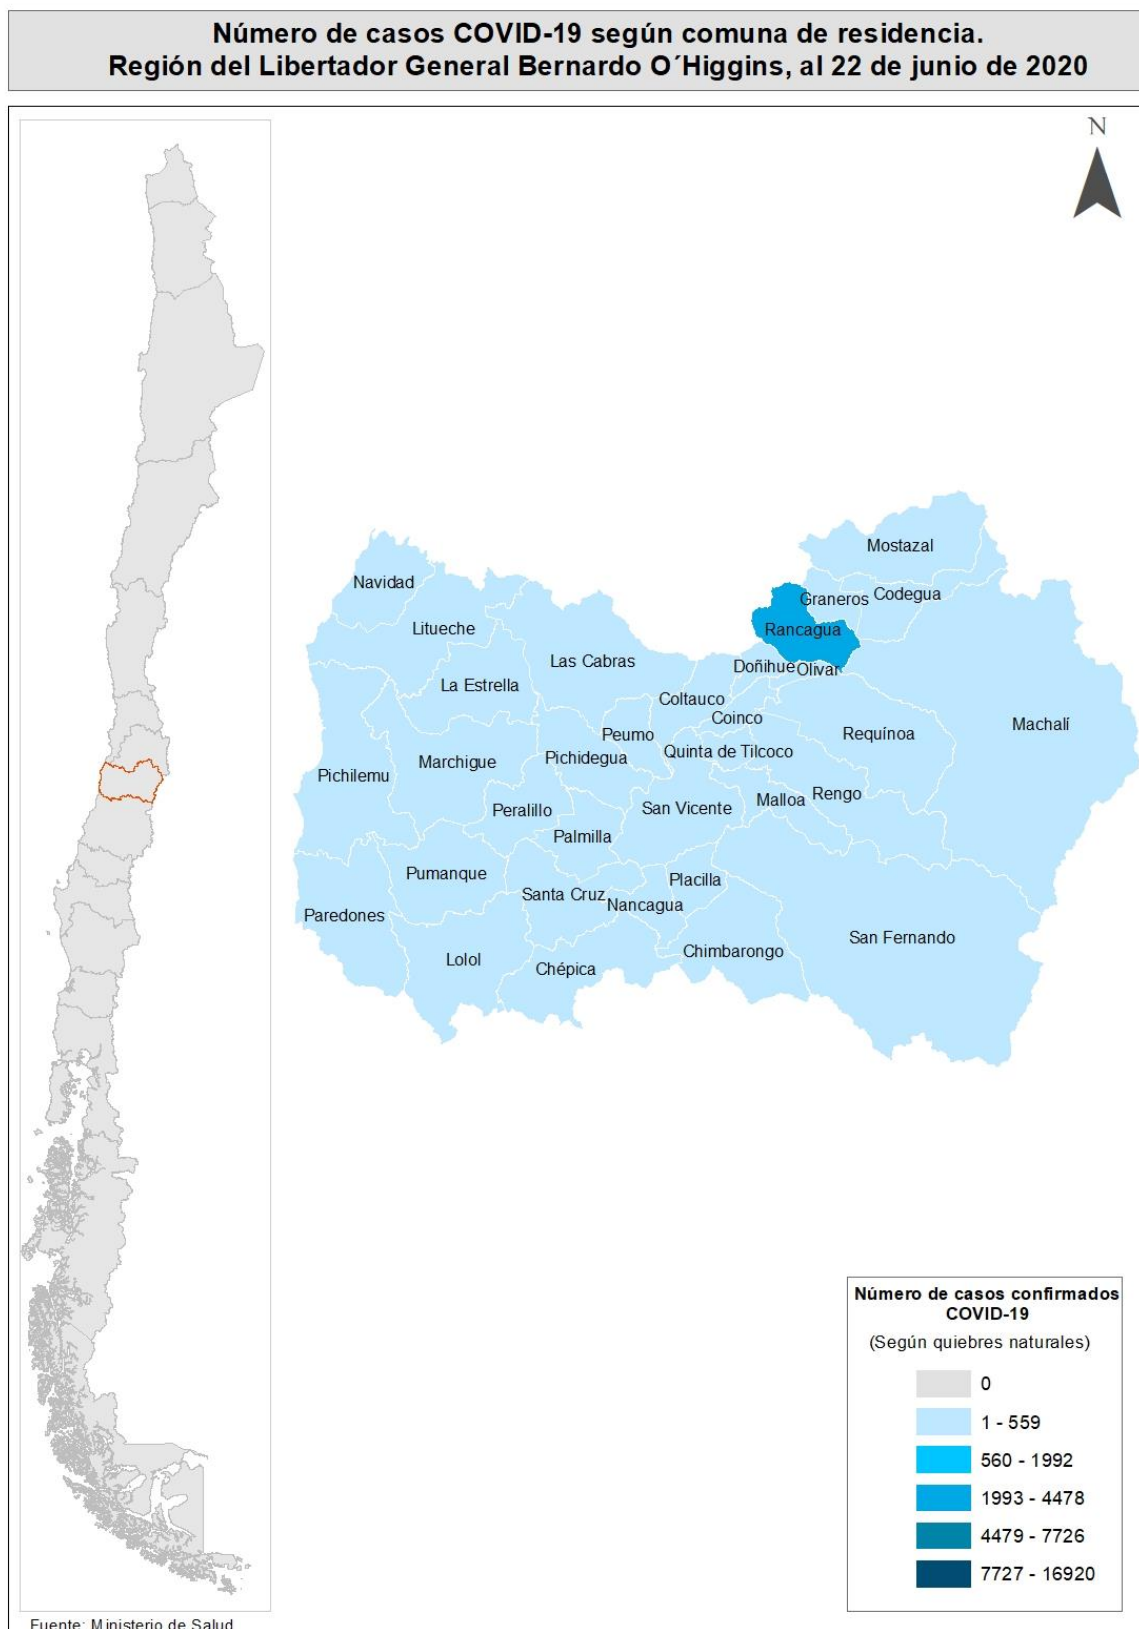 Número de casos COVID-19 según comuna de residencia.
Región del Libertador General Bernardo O´Higgins, al 22 de junio de 2020
N
Mostazal
Navidad
Graneros
Codegua
Litueche
Rancagua
Las Cabras
Doñihue
Olivar
La Estrella
Coltauco
Coinco
Machalí
Peumo
Requínoa
Quinta de Tilcoco
Marchigue
Pichidegua
Pichilemu
Rengo
Malloa
Peralillo
San Vicente
Palmilla
Pumanque
Placilla
Santa Cruz
Nancagua
Paredones
San Fernando
Chimbarongo
Lolol
Chépica
Número de casos confirmados
COVID-19
(Según quiebres naturales)
0
1 - 559
560 - 1992
1993 - 4478
4479 - 7726
7727 - 16920
Fuente: Ministerio de Salud